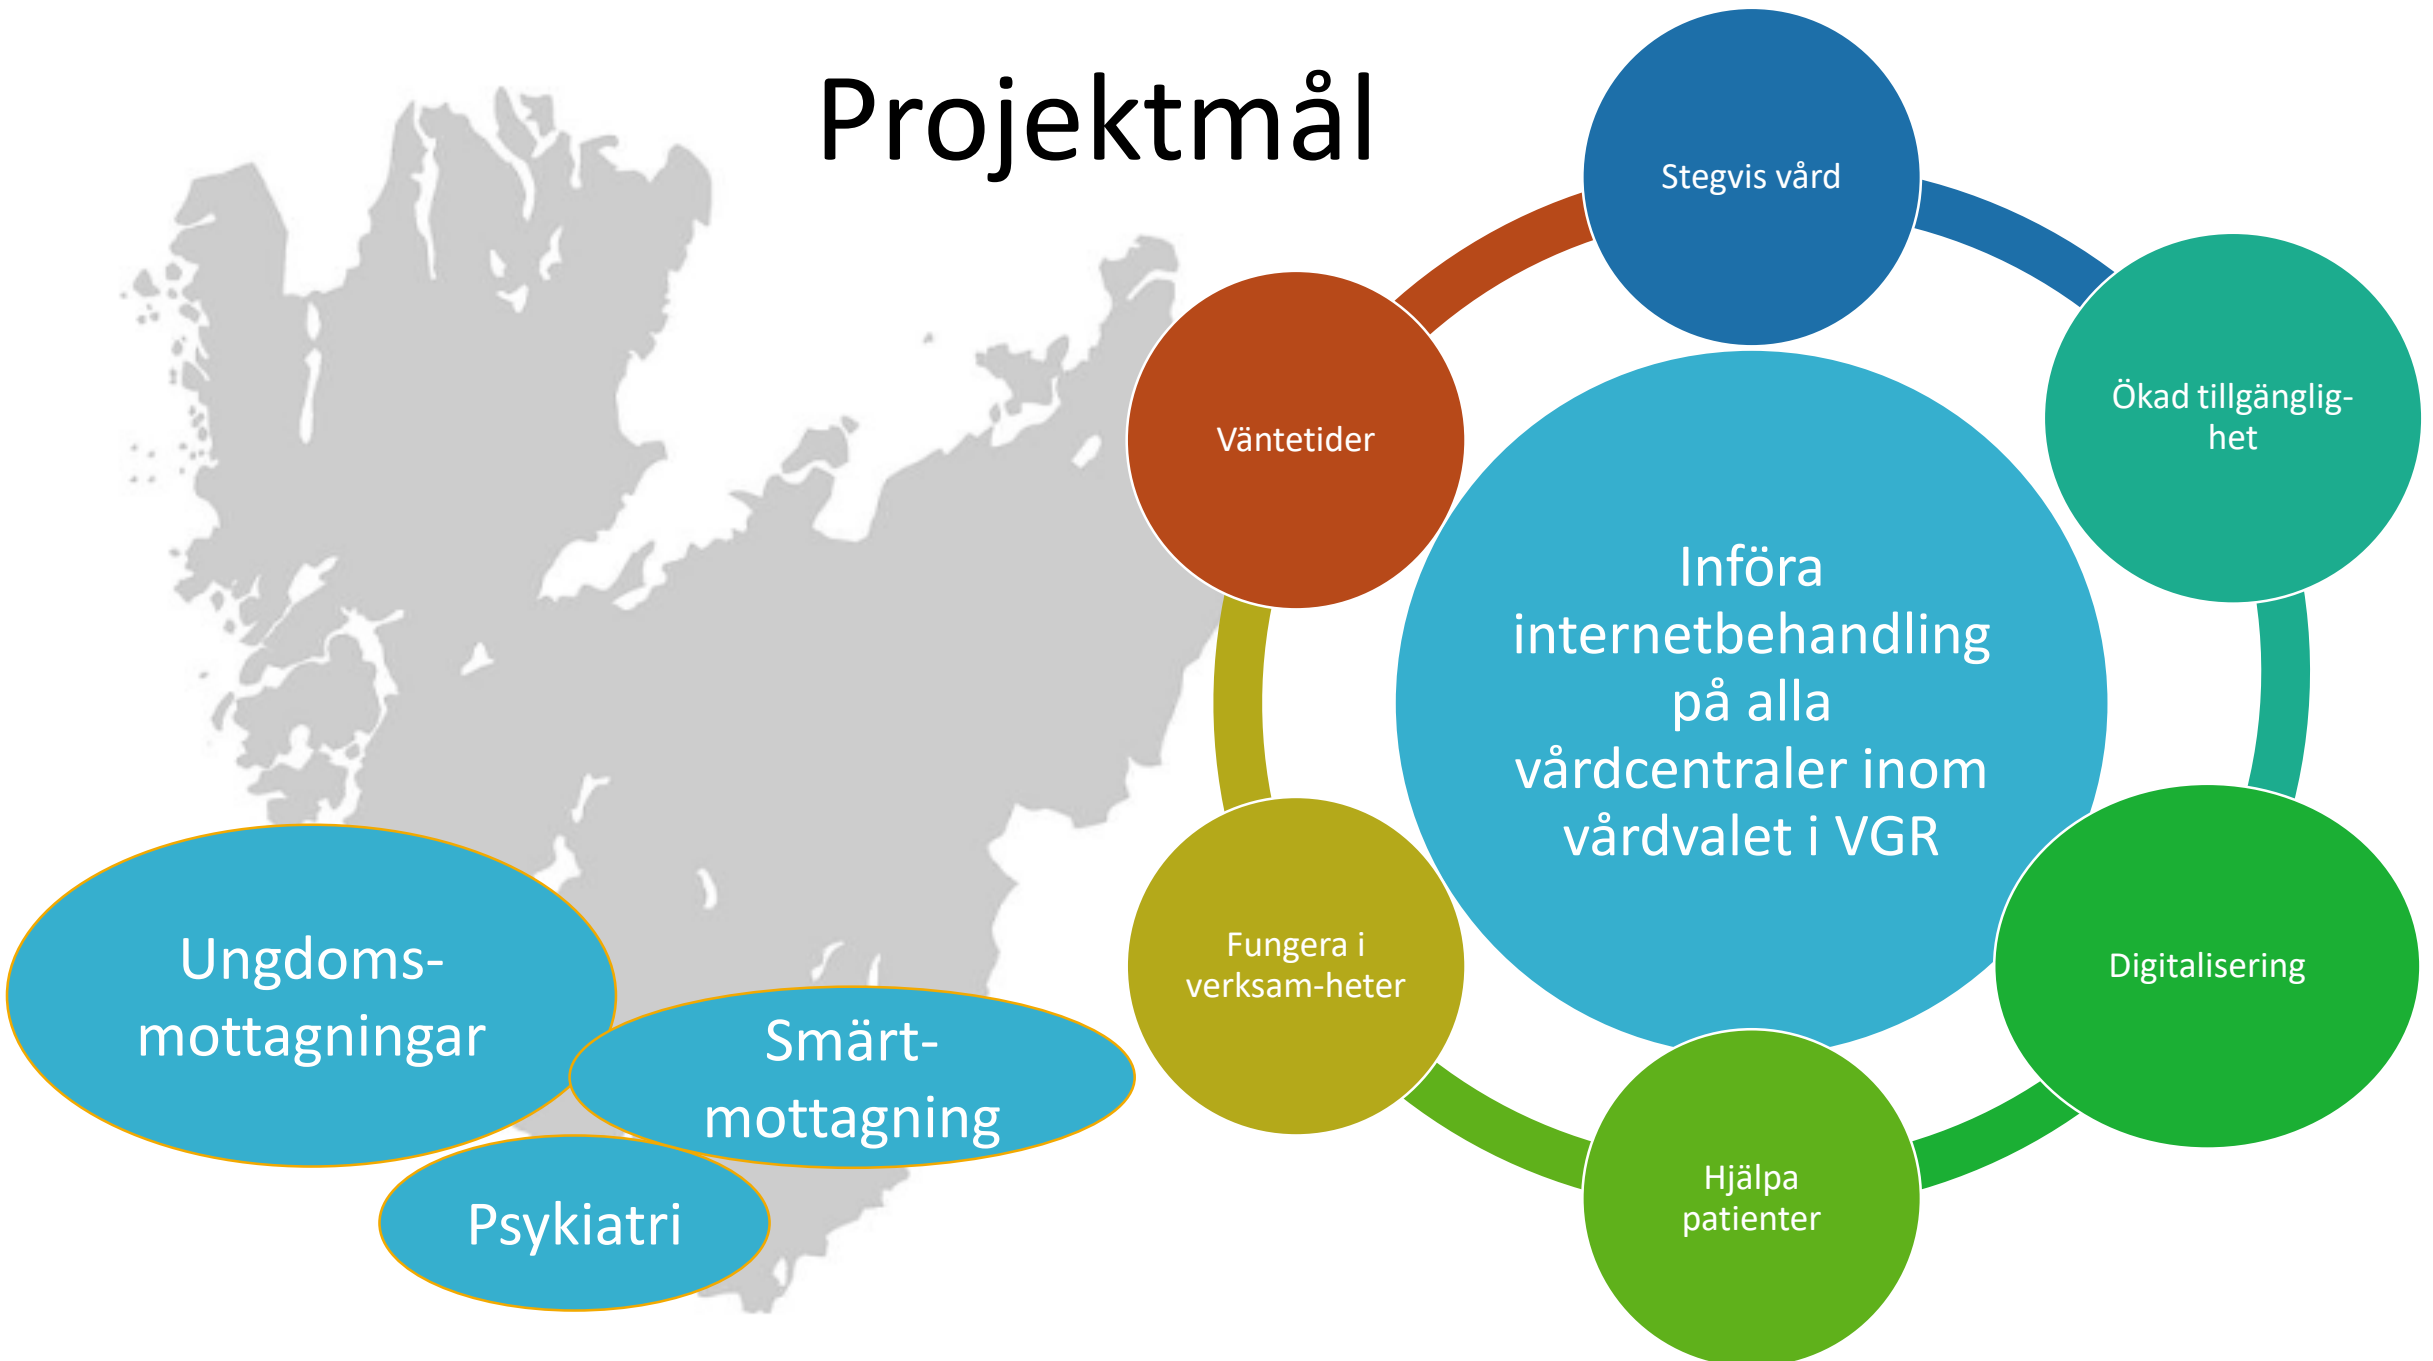 Projektmål
Stegvis vård
Ökad tillgänglig-
het
Digitalisering
Hjälpa
patienter
Fungera i
verksam-heter
Väntetider
Införa
internetbehandling
på alla
vårdcentraler inom
vårdvalet i VGR
Ungdoms-
mottagningar
Smärt-
mottagning
Psykiatri